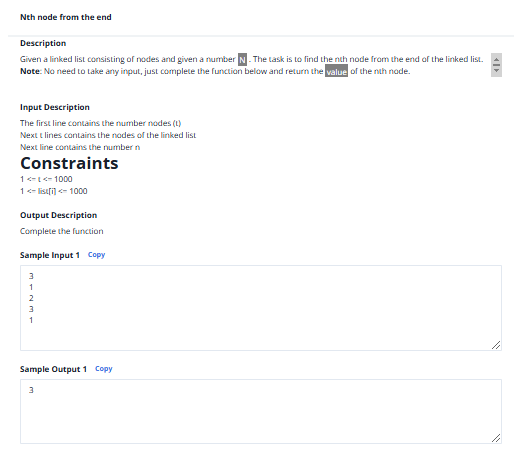 Nth node from the end
Description
Given a linked list consisting of nodes and given a number N . The task is to find the nth node from the end of the linked list.
Note: No need to take any input, just complete the function below and return the value of the nth node.
Input Description
The first line contains the number nodes (t)
Next t lines contains the nodes of the linked list
Next line contains the number n
Constraints
1 <= t <= 1000
1 <= list[i] <= 1000
Output Description
Complete the function
Sample Input 1 Copy
3
1
2
3
1
Sample Output 1 Copy
3